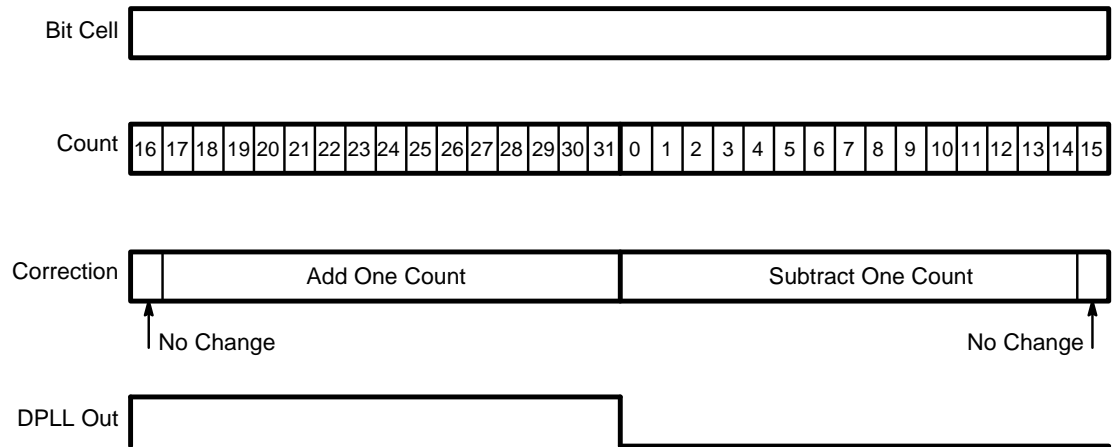 Bit Cell
Count 16 17 18 19 20 21 22 23 24 25 26 27 28 29 30 31 0 1 2 3 4 5 6 7 8 9 10 11 12 13 14 15
Correction Add One Count Subtract One Count
No Change No Change
DPLL Out